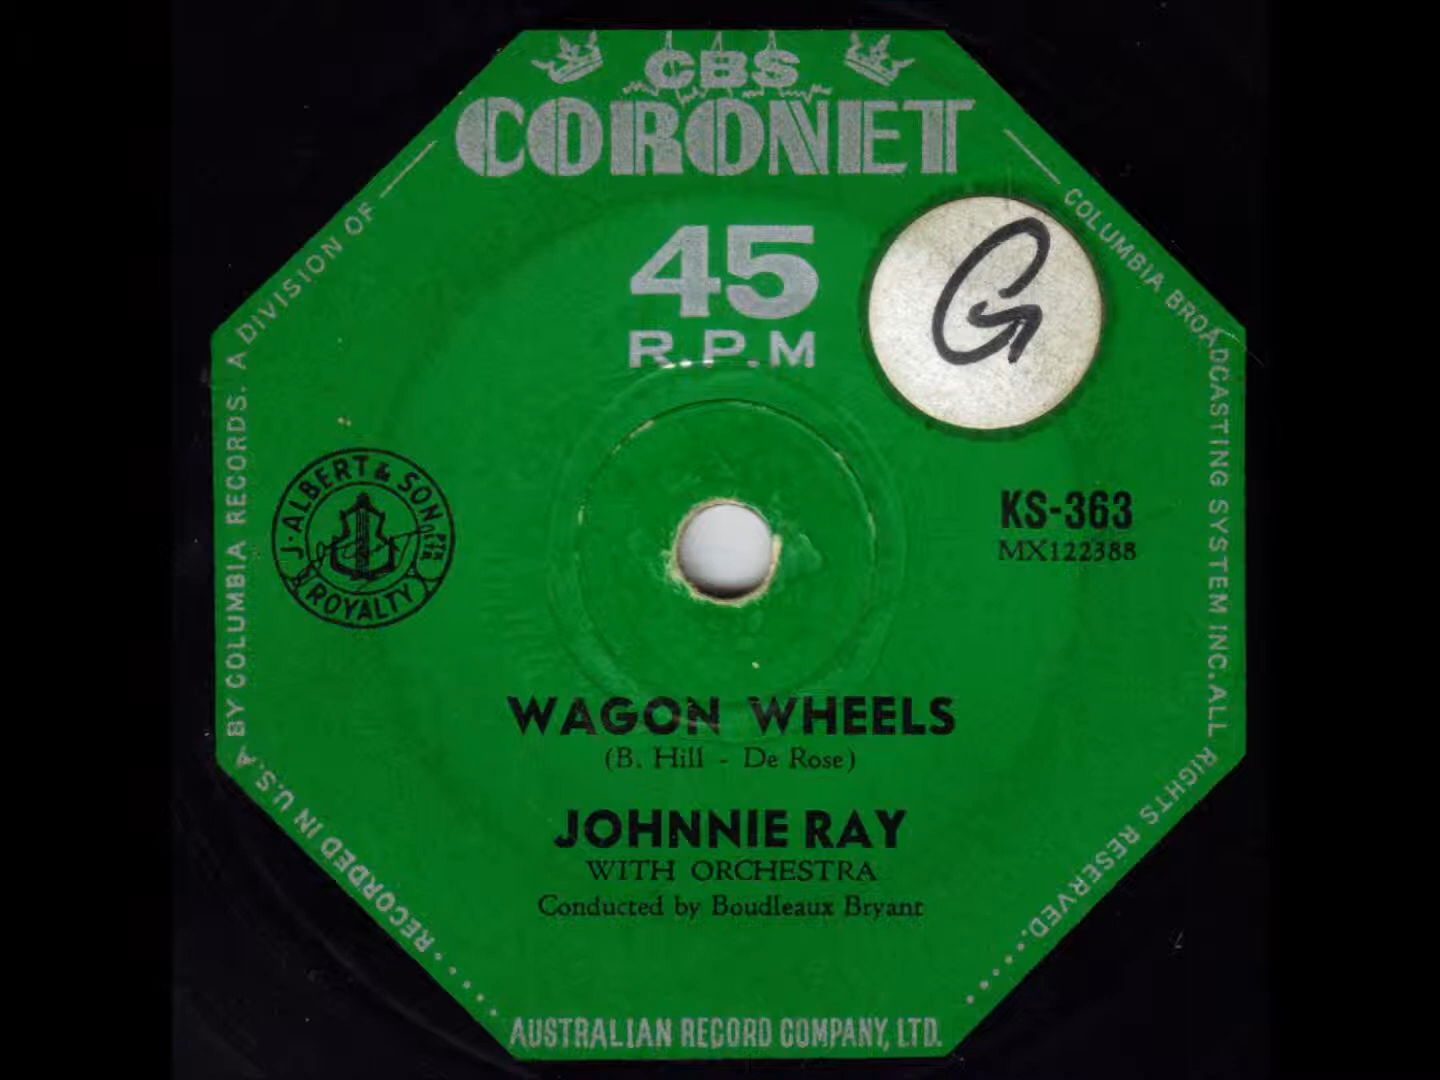 CBS
CORONET
45
R.P.M
G
J. ALBERT & SON PTY LTD
ROYALTY
KS-363
MX122388
WAGON WHEELS
(B. Hill - De Rose)
JOHNNIE RAY
WITH ORCHESTRA
Conducted by Boudleaux Bryant
RECORDED IN U.S.A BY COLUMBIA RECORDS. A DIVISION OF
COLUMBIA BROADCASTING SYSTEM INC. ALL RIGHTS RESERVED....
AUSTRALIAN RECORD COMPANY, LTD.